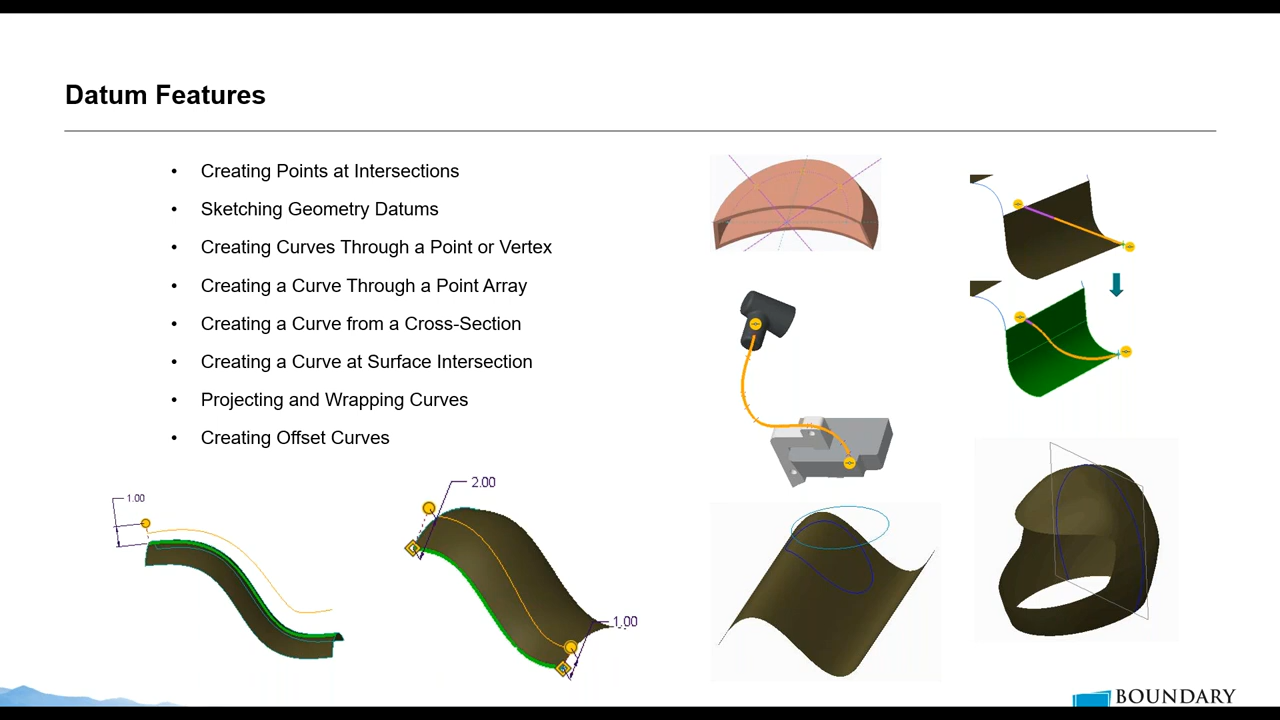 Datum Features
• Creating Points at Intersections
• Sketching Geometry Datums
• Creating Curves Through a Point or Vertex
• Creating a Curve Through a Point Array
• Creating a Curve from a Cross-Section
• Creating a Curve at Surface Intersection
• Projecting and Wrapping Curves
• Creating Offset Curves
1.00
2.00
1.00
BOUNDARY